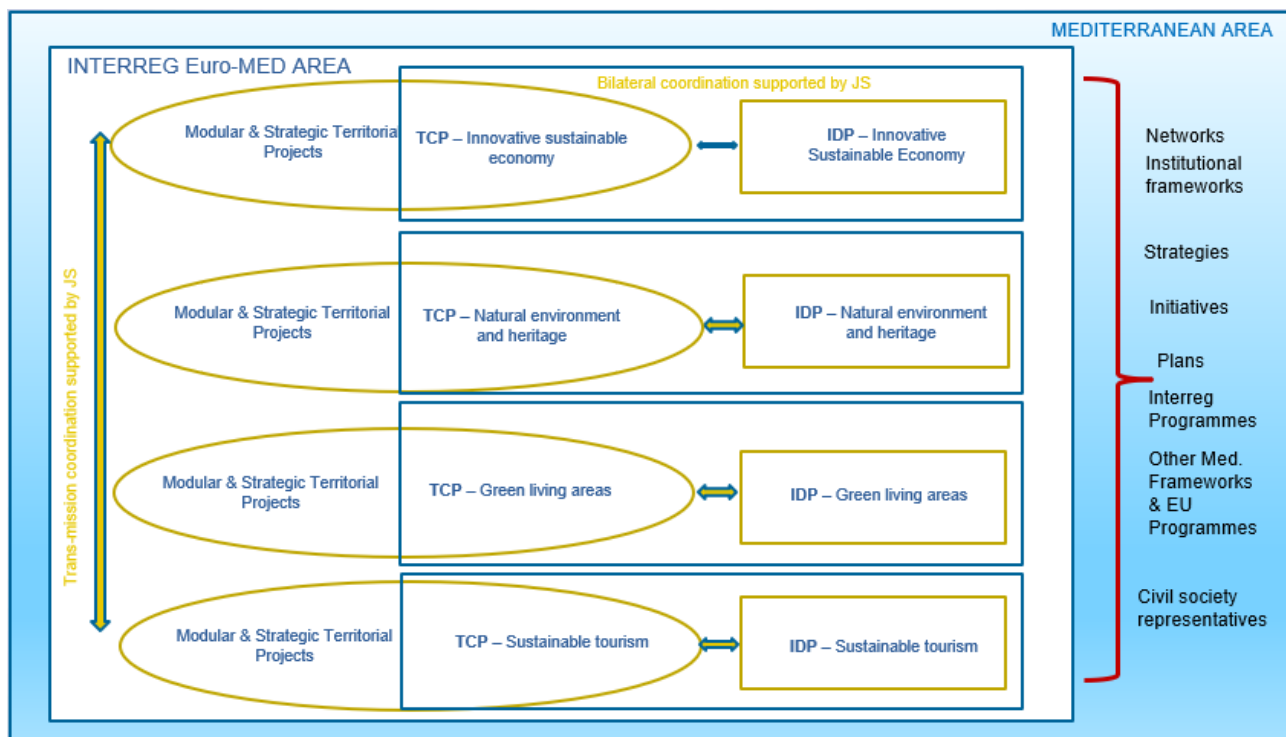 MEDITERRANEAN AREA
INTERREG Euro-MED AREA
Bilateral coordination supported by JS
Trans-mission coordination supported by JS
Modular & Strategic Territorial
Projects
TCP – Innovative sustainable
economy
IDP – Innovative
Sustainable Economy
Modular & Strategic Territorial
Projects
TCP – Natural environment
and heritage
IDP – Natural environment
and heritage
Modular & Strategic Territorial
Projects
TCP – Green living areas
IDP – Green living areas
Modular & Strategic Territorial
Projects
TCP – Sustainable tourism
IDP – Sustainable tourism
Networks
Institutional
frameworks
Strategies
Initiatives
Plans
Interreg
Programmes
Other Med.
Frameworks
& EU
Programmes
Civil society
representatives